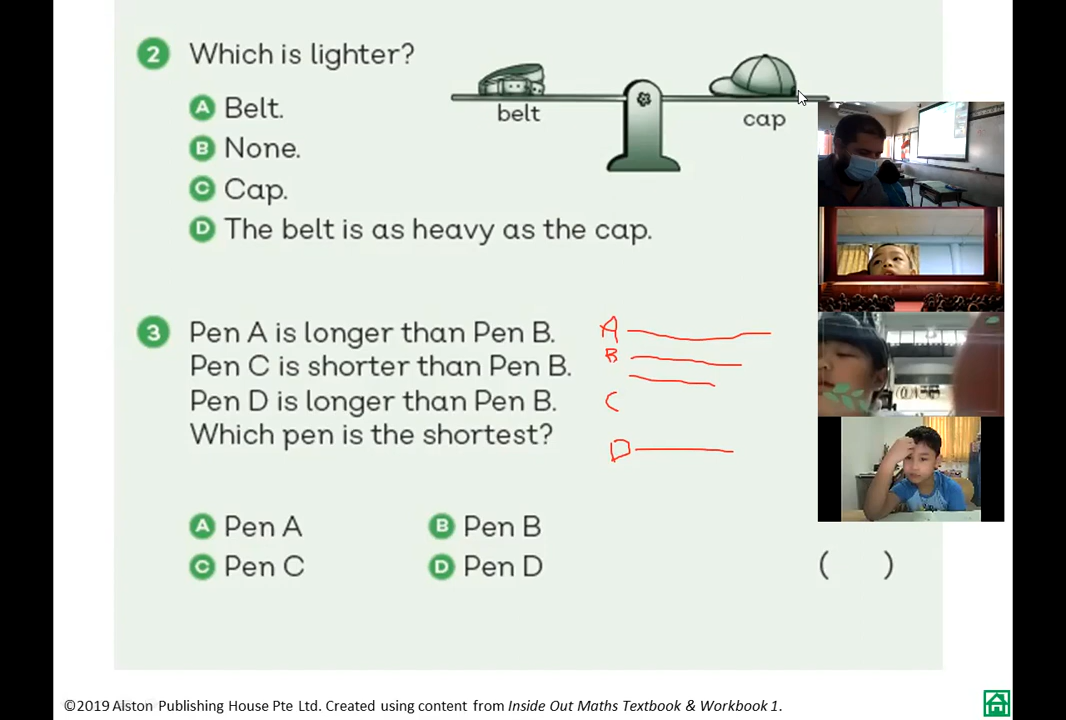 2 Which is lighter?
A Belt.
B None.
C Cap.
D The belt is as heavy as the cap.
belt
cap
3 Pen A is longer than Pen B.
Pen C is shorter than Pen B.
Pen D is longer than Pen B.
Which pen is the shortest?
A
B
C
D
A Pen A B Pen B
C Pen C D Pen D ( )
©2019 Alston Publishing House Pte Ltd. Created using content from Inside Out Maths Textbook & Workbook 1.